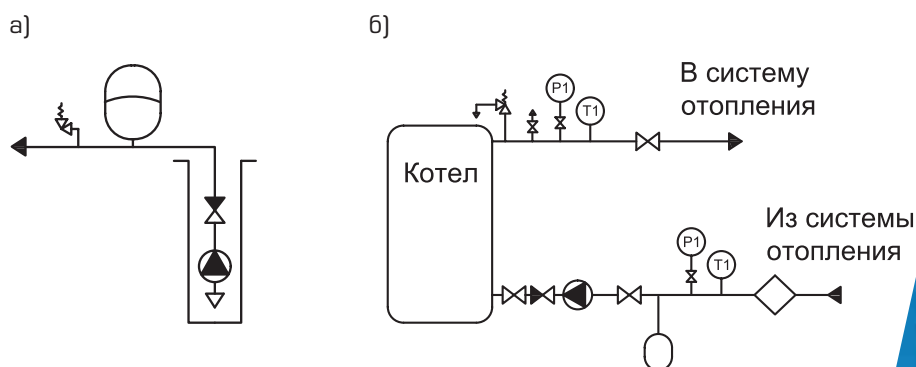 а)
б)
В систему
отопления
P1
T1
Котел
Из системы
отопления
P1
T1